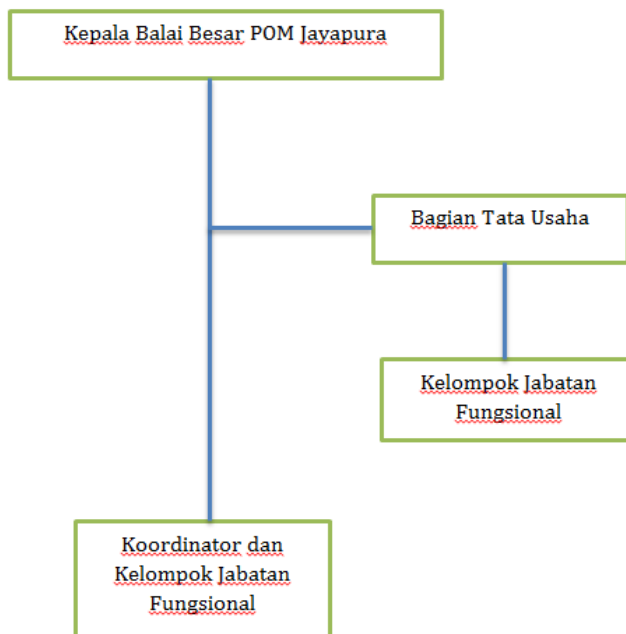 Kepala Balai Besar POM Jayapura
Bagian Tata Usaha
Kelompok Jabatan
Fungsional
Koordinator dan
Kelompok Jabatan
Fungsional